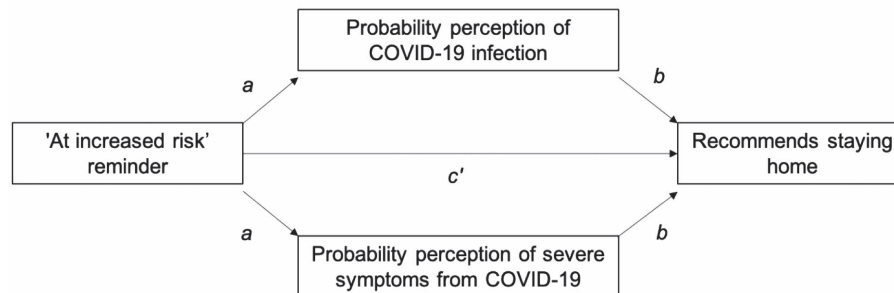 Probability perception of
COVID-19 infection
a
b
'At increased risk’
reminder
Recommends staying
home
c'
a
b
Probability perception of severe
symptoms from COVID-19